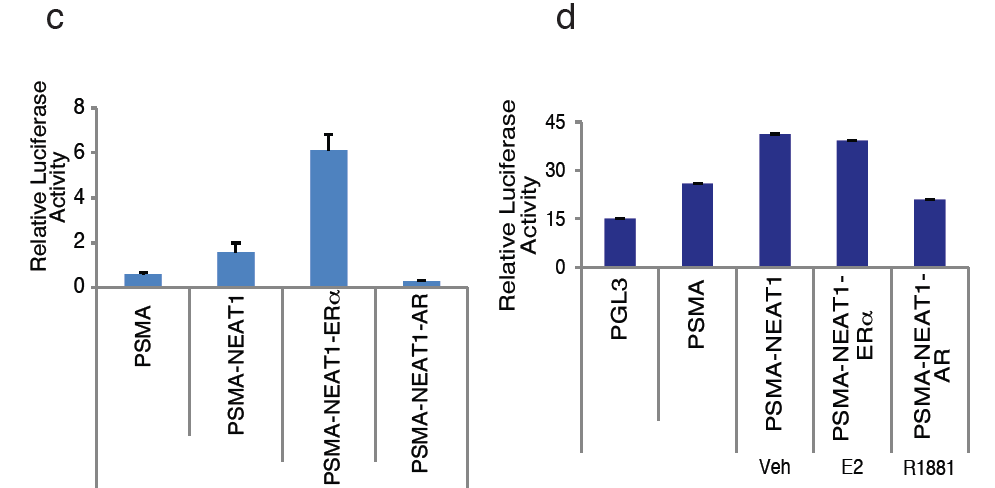 c
Relative Luciferase
Activity
8
6
4
2
0
PSMA
PSMA-NEAT1
PSMA-NEAT1-ERα
PSMA-NEAT1-AR
d
Relative Luciferase
Activity
45
30
15
0
PGL3
PSMA
PSMA-NEAT1
PSMA-NEAT1-
ERα
PSMA-NEAT1-
AR
Veh
E2
R1881